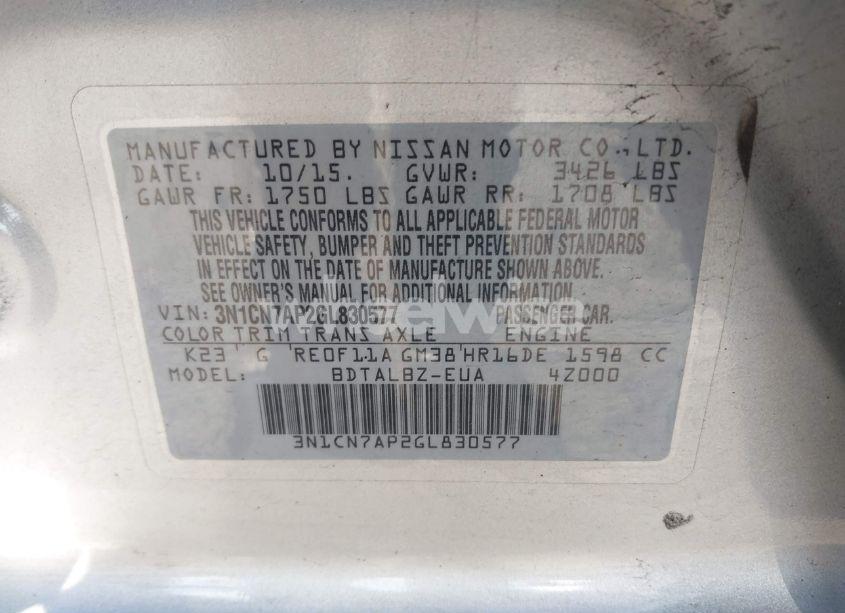 MANUFACTURED BY NISSAN MOTOR CO., LTD.
DATE: 10/15. GVWR: 3426 LBS
GAWR FR: 1750 LBS GAWR RR: 1708 LBS
THIS VEHICLE CONFORMS TO ALL APPLICABLE FEDERAL MOTOR
VEHICLE SAFETY, BUMPER AND THEFT PREVENTION STANDARDS
IN EFFECT ON THE DATE OF MANUFACTURE SHOWN ABOVE.
SEE OWNER'S MANUAL FOR ADDITIONAL INFORMATION.
VIN: 3N1CN7AP2GL830577 PASSENGER CAR.
COLOR TRIM TRANS AXLE ENGINE
K23 G RE0F11A GM38 HR16DE 1598 CC
MODEL: BDTALBZ-EUA 4Z000
3N1CN7AP2GL830577